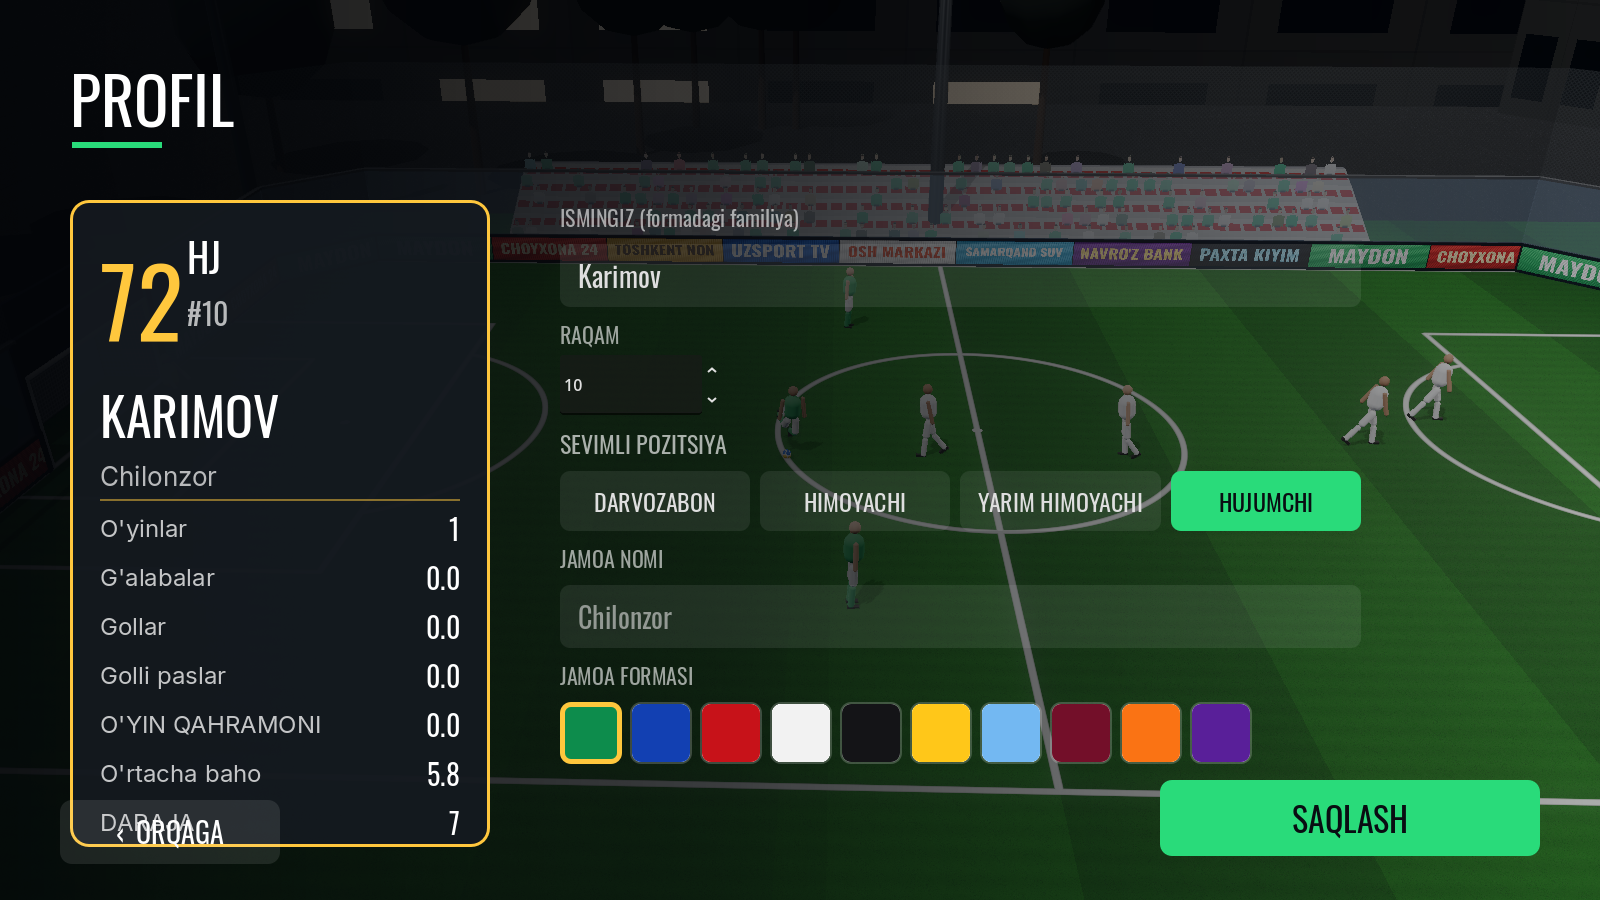 PROFIL
72
HJ
#10
KARIMOV
Chilonzor
O'yinlar 1
G'alabalar 0.0
Gollar 0.0
Golli paslar 0.0
O'YIN QAHRAMONI 0.0
O'rtacha baho 5.8
DARAJA 7
‹ ORQAGA
ISMINGIZ (formadagi familiya)
CHOYXONA 24 TOSHKENT NON UZSPORT TV OSH MARKAZI SAMARQAND SUV NAVRO'Z BANK PAXTA KIYIM MAYDON CHOYXONA
Karimov
RAQAM
10
SEVIMLI POZITSIYA
DARVOZABON HIMOYACHI YARIM HIMOYACHI HUJUMCHI
JAMOA NOMI
Chilonzor
JAMOA FORMASI
SAQLASH